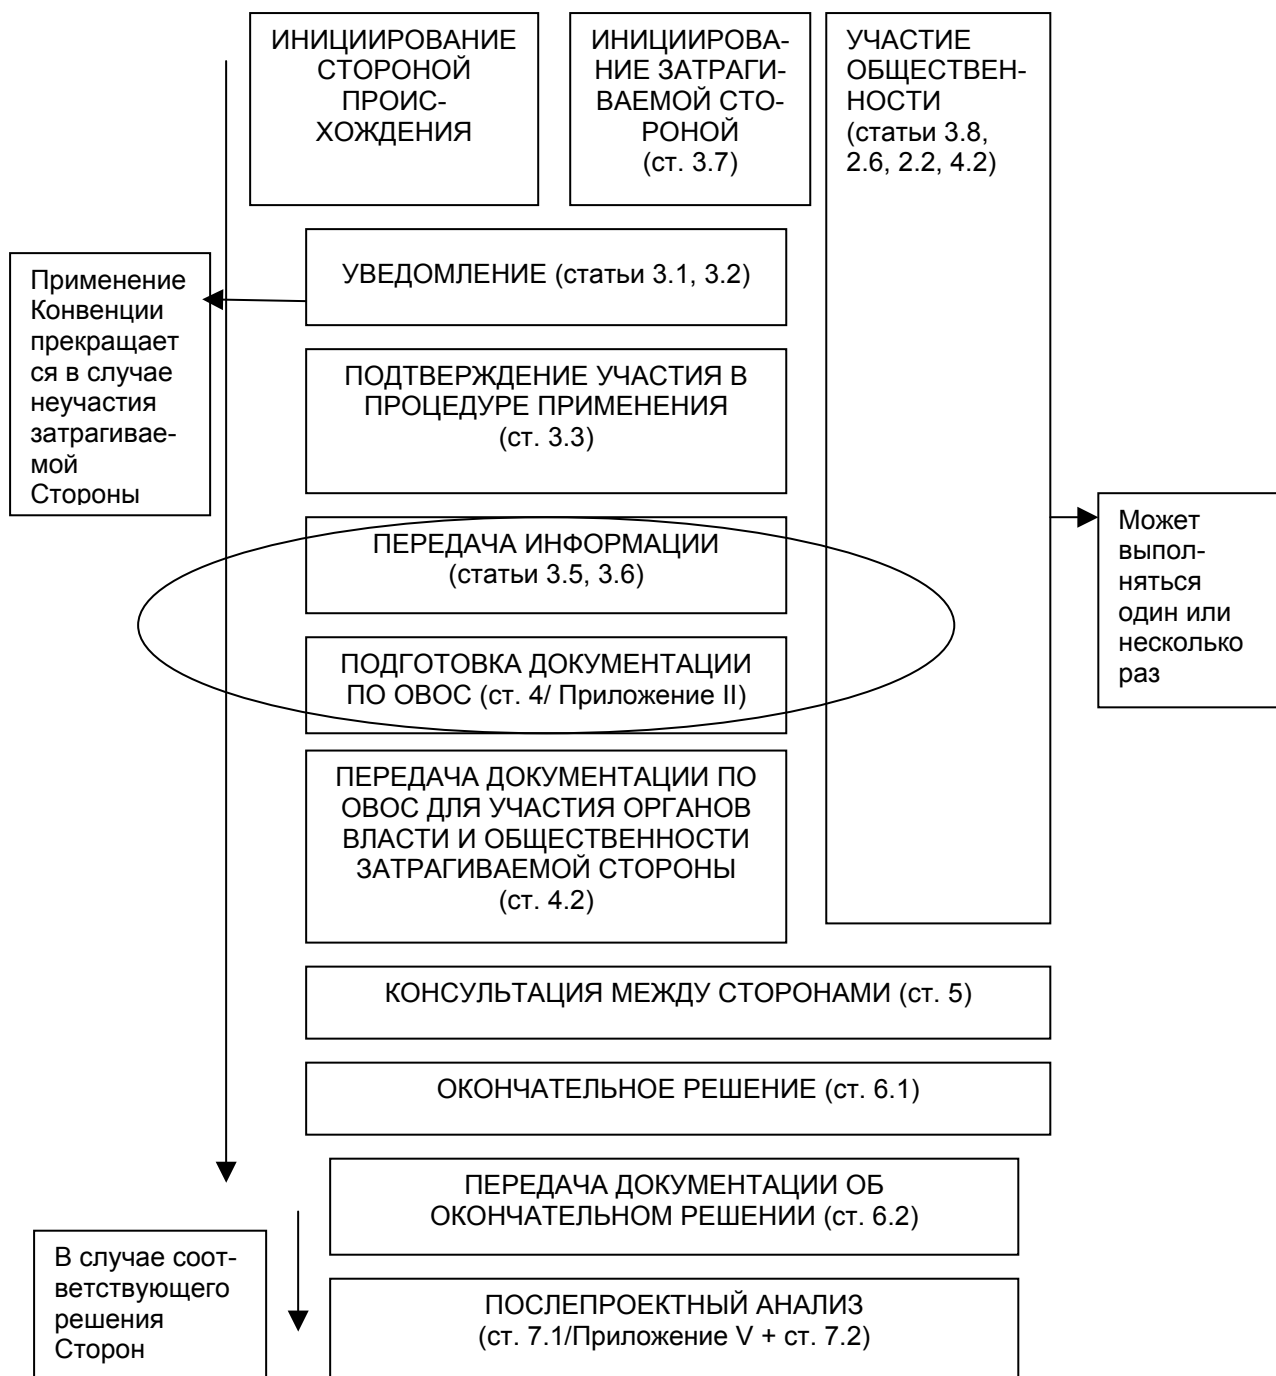 ИНИЦИИРОВАНИЕ
СТОРОНОЙ
ПРОИС-
ХОЖДЕНИЯ
ИНИЦИИРОВА-
НИЕ ЗАТРАГИ-
ВАЕМОЙ СТО-
РОНОЙ
(ст. 3.7)
УЧАСТИЕ
ОБЩЕСТВЕН-
НОСТИ
(статьи 3.8,
2.6, 2.2, 4.2)
УВЕДОМЛЕНИЕ (статьи 3.1, 3.2)
Применение
Конвенции
прекращает
ся в случае
неучастия
затрагивае-
мой
Стороны
ПОДТВЕРЖДЕНИЕ УЧАСТИЯ В
ПРОЦЕДУРЕ ПРИМЕНЕНИЯ
(ст. 3.3)
ПЕРЕДАЧА ИНФОРМАЦИИ
(статьи 3.5, 3.6)
Может
выпол-
няться
один или
несколько
раз
ПОДГОТОВКА ДОКУМЕНТАЦИИ
ПО ОВОС (ст. 4/ Приложение II)
ПЕРЕДАЧА ДОКУМЕНТАЦИИ ПО
ОВОС ДЛЯ УЧАСТИЯ ОРГАНОВ
ВЛАСТИ И ОБЩЕСТВЕННОСТИ
ЗАТРАГИВАЕМОЙ СТОРОНЫ
(ст. 4.2)
КОНСУЛЬТАЦИЯ МЕЖДУ СТОРОНАМИ (ст. 5)
ОКОНЧАТЕЛЬНОЕ РЕШЕНИЕ (ст. 6.1)
ПЕРЕДАЧА ДОКУМЕНТАЦИИ ОБ
ОКОНЧАТЕЛЬНОМ РЕШЕНИИ (ст. 6.2)
В случае соот-
ветствующего
решения
Сторон
ПОСЛЕПРОЕКТНЫЙ АНАЛИЗ
(ст. 7.1/Приложение V + ст. 7.2)